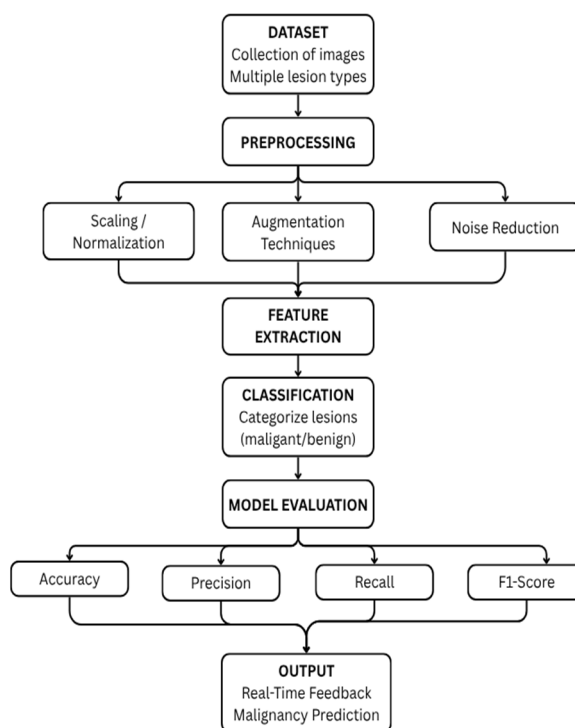 DATASET
Collection of images
Multiple lesion types
PREPROCESSING
Scaling /
Normalization
Augmentation
Techniques
Noise Reduction
FEATURE
EXTRACTION
CLASSIFICATION
Categorize lesions
(maligant/benign)
MODEL EVALUATION
Accuracy
Precision
Recall
F1-Score
OUTPUT
Real-Time Feedback
Malignancy Prediction